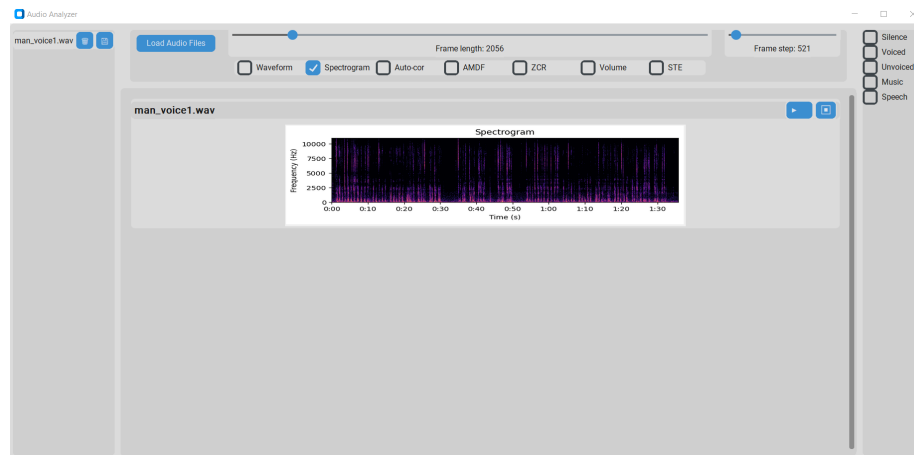 Audio Analyzer
man_voice1.wav
Load Audio Files
Frame length: 2056
Frame step: 521
Waveform
Spectrogram
Auto-cor
AMDF
ZCR
Volume
STE
Silence
Voiced
Unvoiced
Music
Speech
man_voice1.wav
Spectrogram
Frequency (Hz)
10000
7500
5000
2500
0
0:00 0:10 0:20 0:30 0:40 0:50 1:00 1:10 1:20 1:30
Time (s)